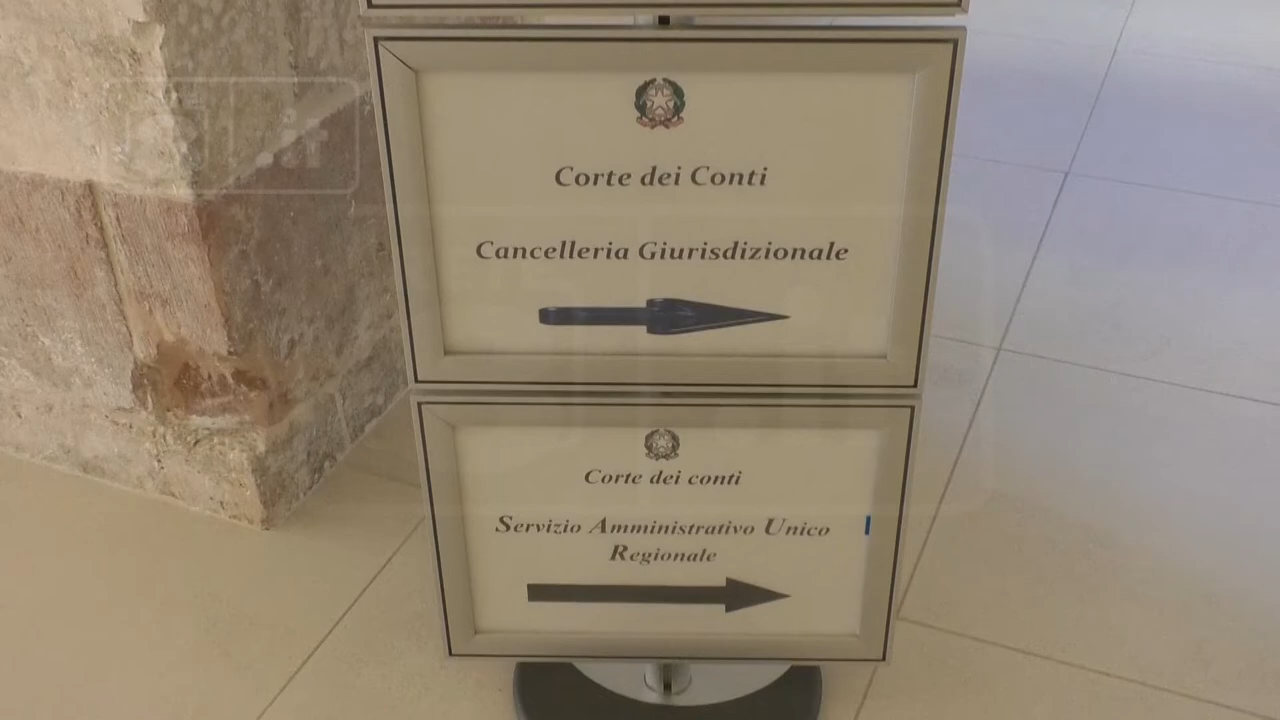 Corte dei Conti
Cancelleria Giurisdizionale
Corte dei conti
Servizio Amministrativo Unico
Regionale